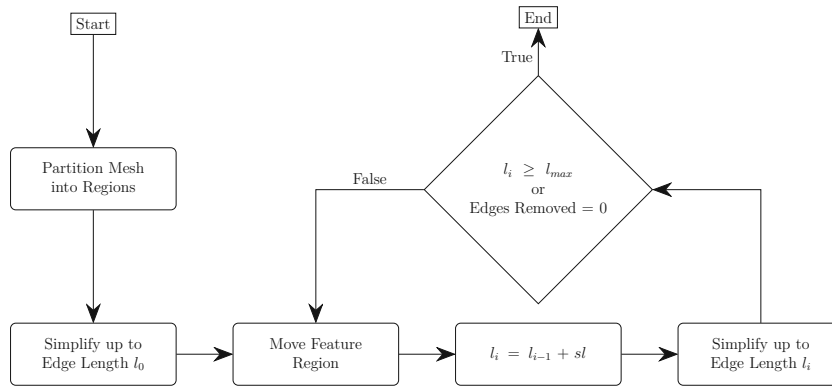 Start
End
True
Partition Mesh
into Regions
l_i ≥ l_max
or
Edges Removed = 0
False
Simplify up to
Edge Length l_0
Move Feature
Region
l_i = l_{i−1} + sl
Simplify up to
Edge Length l_i